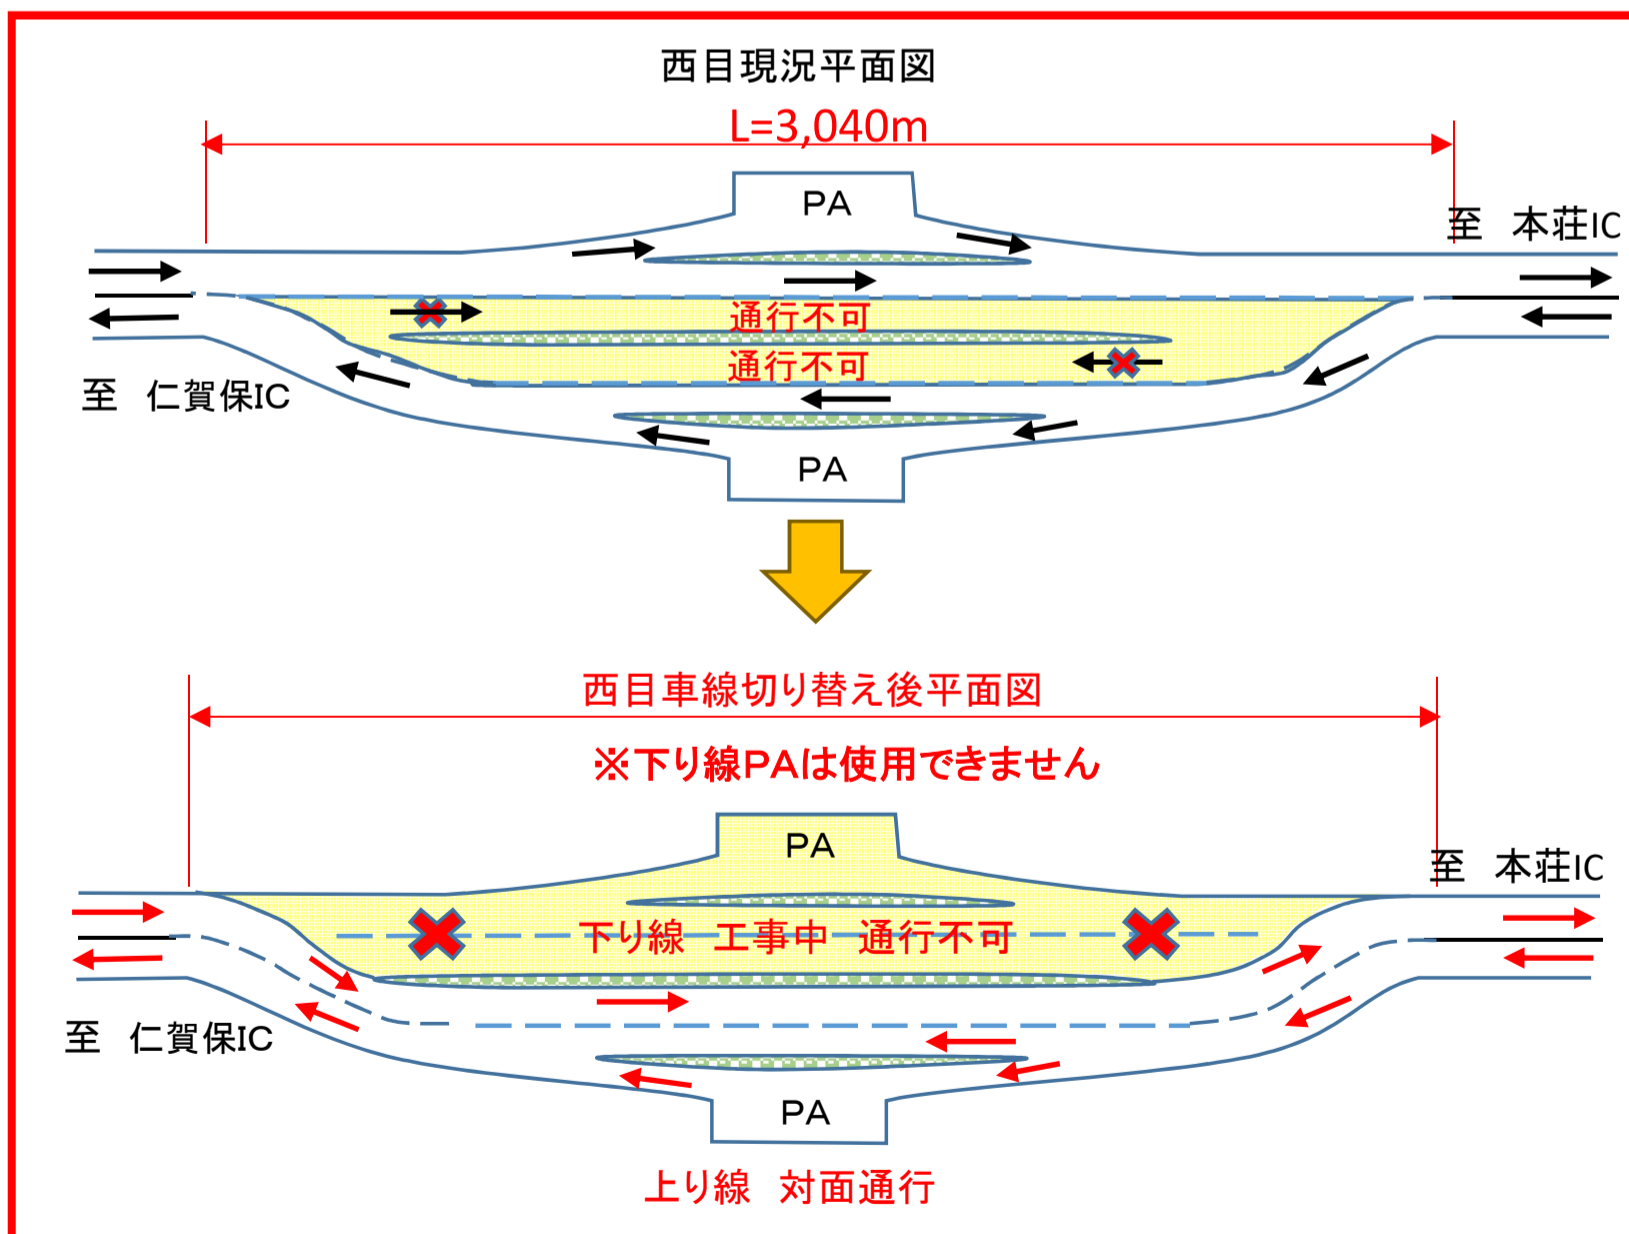 西目現況平面図
L=3,040m
PA
至　本荘IC
通行不可
通行不可
至　仁賀保IC
PA
西目車線切り替え後平面図
※下り線PAは使用できません
PA
至　本荘IC
下り線　工事中　通行不可
至　仁賀保IC
PA
上り線　対面通行